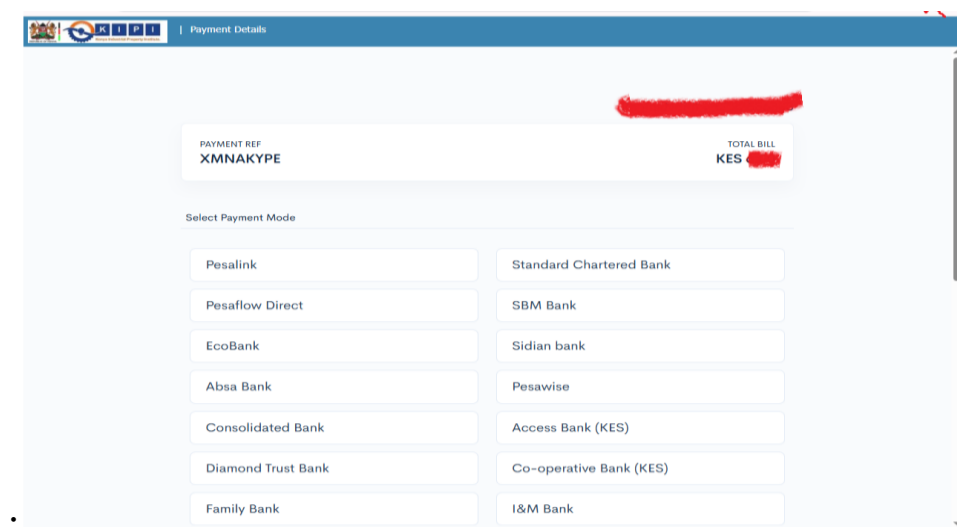 K I P I | Payment Details
PAYMENT REF
XMNAKYPE
TOTAL BILL
KES
Select Payment Mode
Pesalink
Standard Chartered Bank
Pesaflow Direct
SBM Bank
EcoBank
Sidian bank
Absa Bank
Pesawise
Consolidated Bank
Access Bank (KES)
Diamond Trust Bank
Co-operative Bank (KES)
Family Bank
I&M Bank